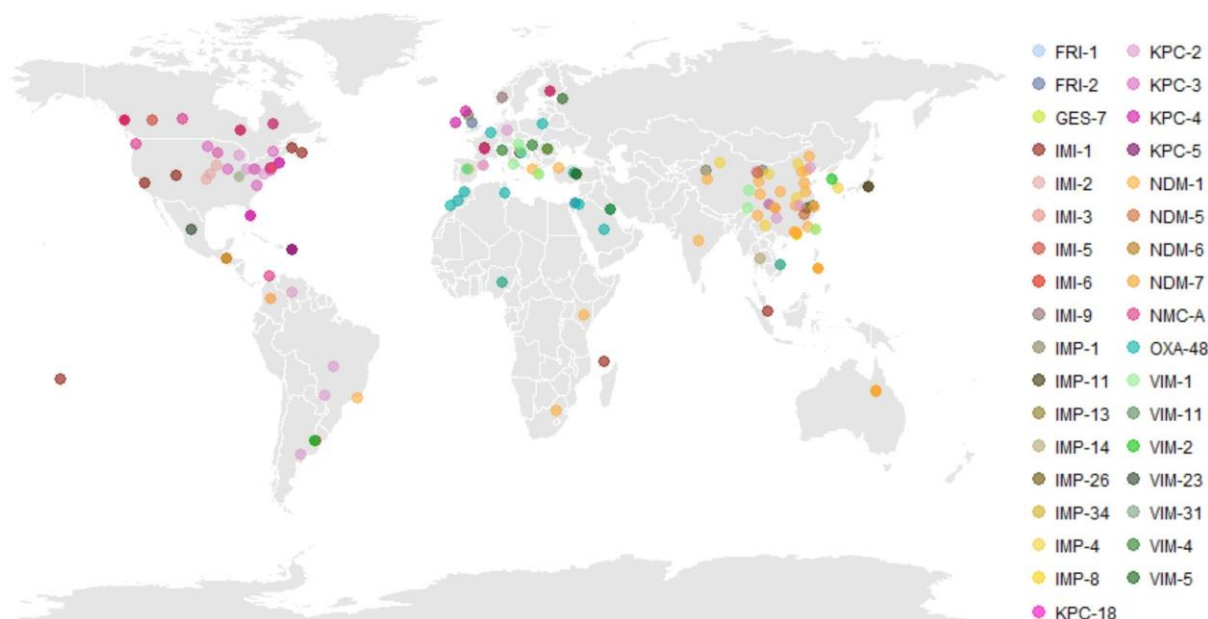 FRI-1
FRI-2
GES-7
IMI-1
IMI-2
IMI-3
IMI-5
IMI-6
IMI-9
IMP-1
IMP-11
IMP-13
IMP-14
IMP-26
IMP-34
IMP-4
IMP-8
KPC-18
KPC-2
KPC-3
KPC-4
KPC-5
NDM-1
NDM-5
NDM-6
NDM-7
NMC-A
OXA-48
VIM-1
VIM-11
VIM-2
VIM-23
VIM-31
VIM-4
VIM-5